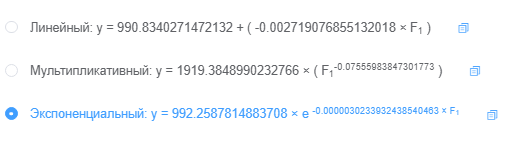 Линейный: y = 990.8340271472132 + ( -0.002719076855132018 × F₁ )
Мультипликативный: y = 1919.3848990232766 × ( F₁^-0.07555983847301773 )
Экспоненциальный: y = 992.2587814883708 × e ^-0.0000030233932438540463 × F₁